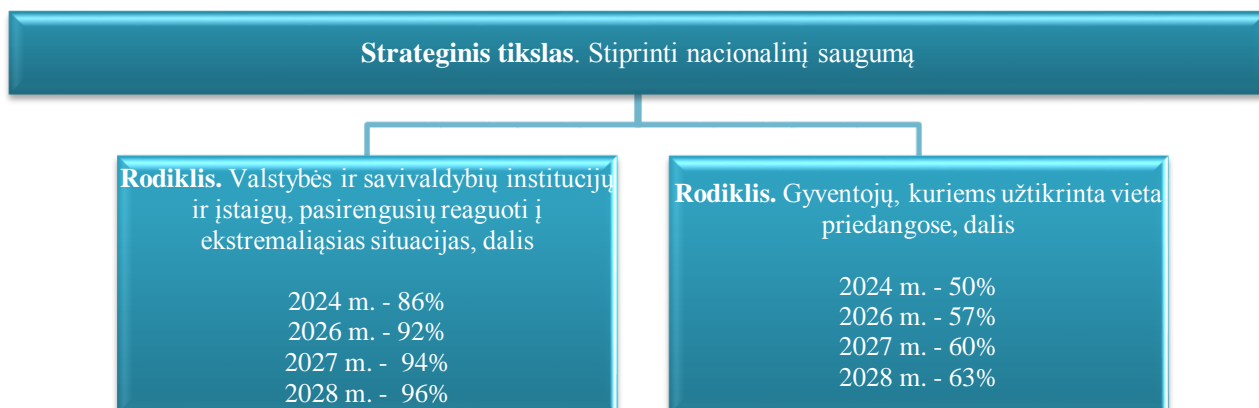 Strateginis tikslas. Stiprinti nacionalinį saugumą
Rodiklis. Valstybės ir savivaldybių institucijų
ir įstaigų, pasirengusių reaguoti į
ekstremaliąsias situacijas, dalis
2024 m. - 86%
2026 m. - 92%
2027 m. - 94%
2028 m. - 96%
Rodiklis. Gyventojų, kuriems užtikrinta vieta
priedangose, dalis
2024 m. - 50%
2026 m. - 57%
2027 m. - 60%
2028 m. - 63%